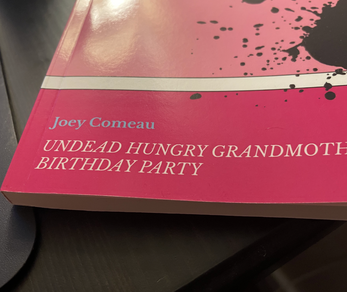 Joey Comeau
UNDEAD HUNGRY GRANDMOTH
BIRTHDAY PARTY